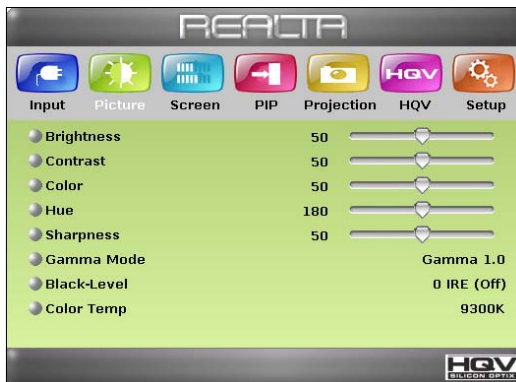 REALTA
HQV
Input Picture Screen PIP Projection HQV Setup
Brightness 50
Contrast 50
Color 50
Hue 180
Sharpness 50
Gamma Mode Gamma 1.0
Black-Level 0 IRE (Off)
Color Temp 9300K
HQV
SILICON OPTIX